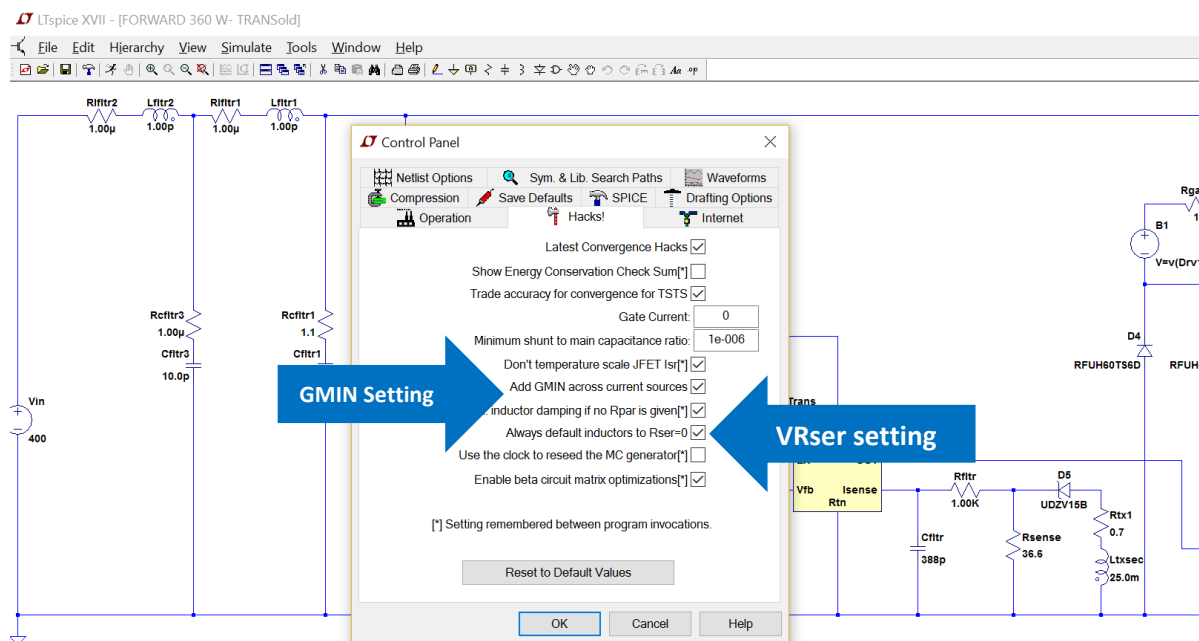 LTspice XVII - [FORWARD 360 W- TRANSold]
File Edit Hierarchy View Simulate Tools Window Help
Rlfltr2 Lfltr2 Rlfltr1 Lfltr1
1.00µ 1.00p 1.00µ 1.00p
Control Panel
Netlist Options Sym. & Lib. Search Paths Waveforms
Compression Save Defaults SPICE Drafting Options
Operation Hacks! Internet
Latest Convergence Hacks
Show Energy Conservation Check Sum[*]
Trade accuracy for convergence for TSTS
Gate Current: 0
Minimum shunt to main capacitance ratio: 1e-006
Don't temperature scale JFET Isr[*]
Add GMIN across current sources
inductor damping if no Rpar is given[*]
Always default inductors to Rser=0
Use the clock to reseed the MC generator[*]
Enable beta circuit matrix optimizations[*]
[*] Setting remembered between program invocations.
Reset to Default Values
OK Cancel Help
GMIN Setting
VRser setting
Rcfltr3
1.00µ
Cfltr3
10.0p
Rcfltr1
1.1
Cfltr1
Vin
+
-
400
B1
+
-
V=v(Drv
D4
RFUH60TS6D
RFUH
Trans
Vfb Isense
Rtn
Rfltr
1.00K
D5
UDZV15B
Rtx1
0.7
Cfltr
388p
Rsense
36.6
Ltxsec
25.0m